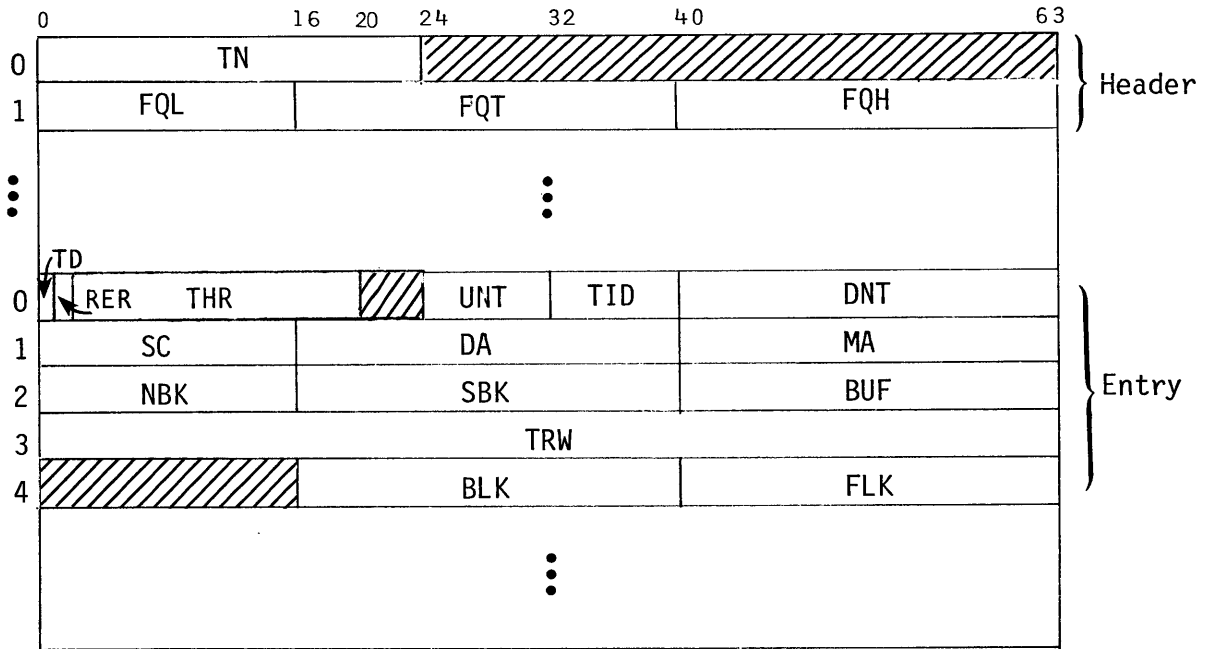 0 16 20 24 32 40 63
0 TN
Header
1 FQL FQT FQH
TD
0 RER THR UNT TID DNT
1 SC DA MA
Entry
2 NBK SBK BUF
3 TRW
4 BLK FLK